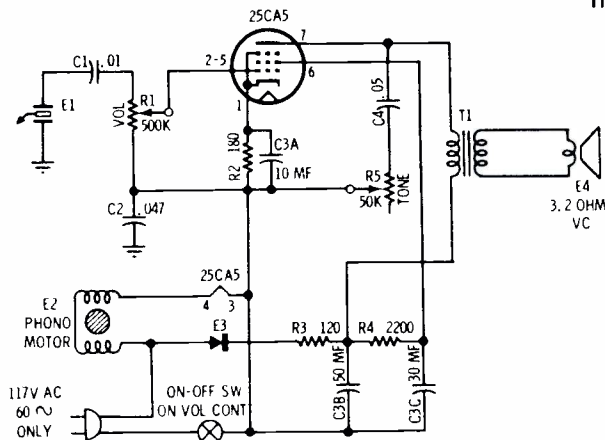 25CA5
7
C1 .01
2-5
6
E1
VOL
R1
500K
1
180
R2
C3A
10 MF
C4 .05
R5
50K
TONE
T1
E4
3.2 OHM
VC
C2 .047
25CA5
4 3
E2
PHONO
MOTOR
E3
R3 120
R4 2200
C3B
50 MF
C3C
30 MF
117V AC
60 ~
ONLY
ON-OFF SW
ON VOL CONT